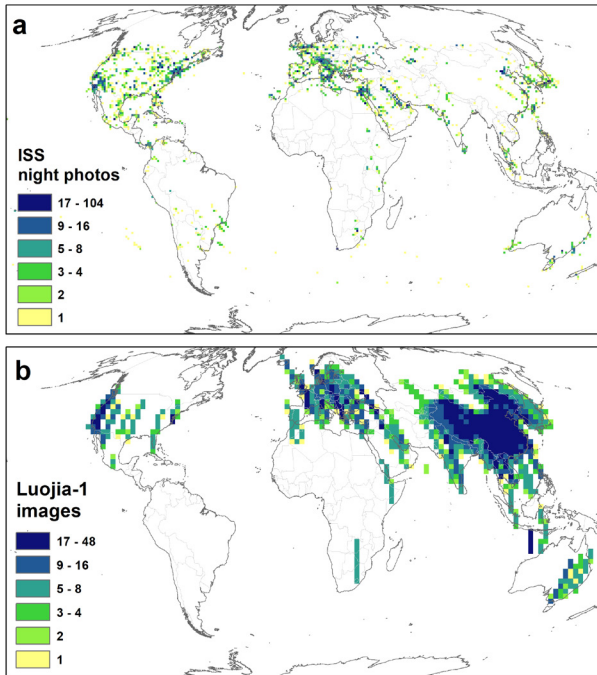 a
ISS
night photos
17 - 104
9 - 16
5 - 8
3 - 4
2
1
b
Luojia-1
images
17 - 48
9 - 16
5 - 8
3 - 4
2
1